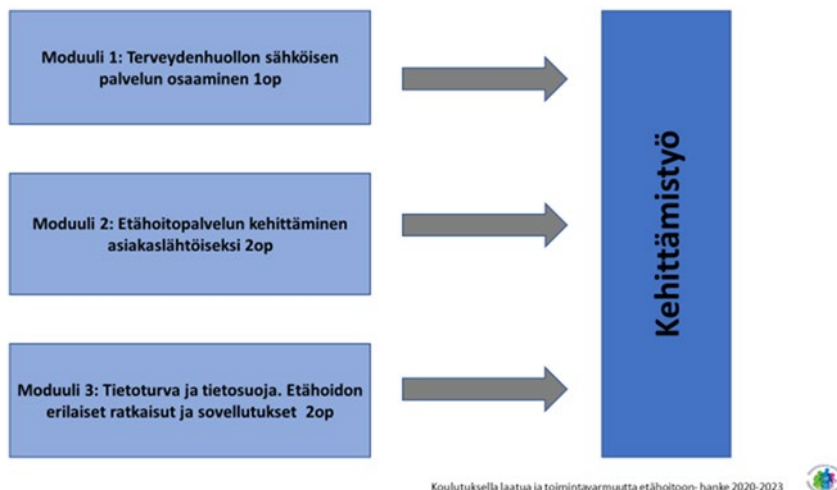 Moduuli 1: Terveydenhuollon sähköisen
palvelun osaaminen 1op
Moduuli 2: Etähoitopalvelun kehittäminen
asiakaslähtöiseksi 2op
Moduuli 3: Tietoturva ja tietosuoja. Etähoidon
erilaiset ratkaisut ja sovellutukset 2op
Kehittämistyö
Koulutuksella laatua ja toimintavarmuutta etähoitoon- hanke 2020-2023